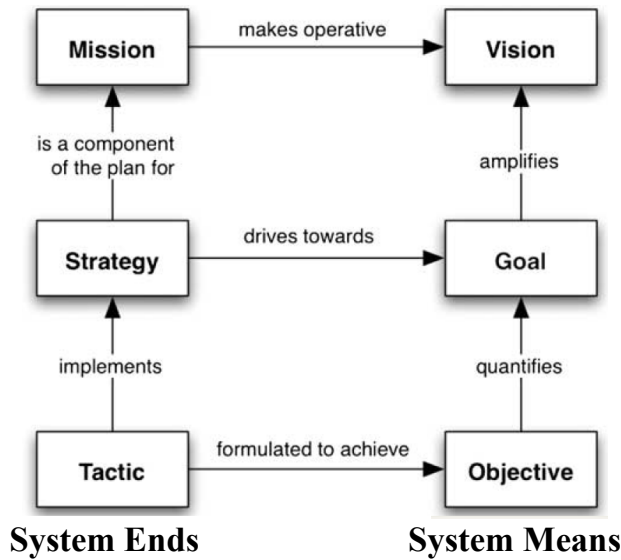 Mission
makes operative
Vision
is a component
of the plan for
amplifies
Strategy
drives towards
Goal
implements
quantifies
Tactic
formulated to achieve
Objective
System Ends
System Means